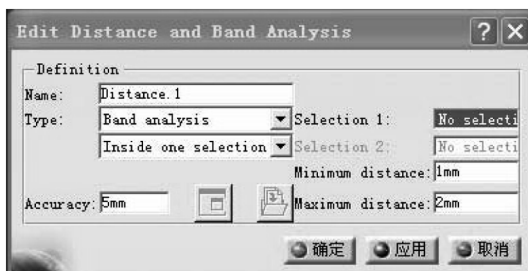 Edit Distance and Band Analysis
Definition
Name: Distance.1
Type: Band analysis Selection 1: No selecti
Inside one selection Selection 2: No selecti
Minimum distance: 1mm
Accuracy: 5mm Maximum distance: 2mm
确定 应用 取消